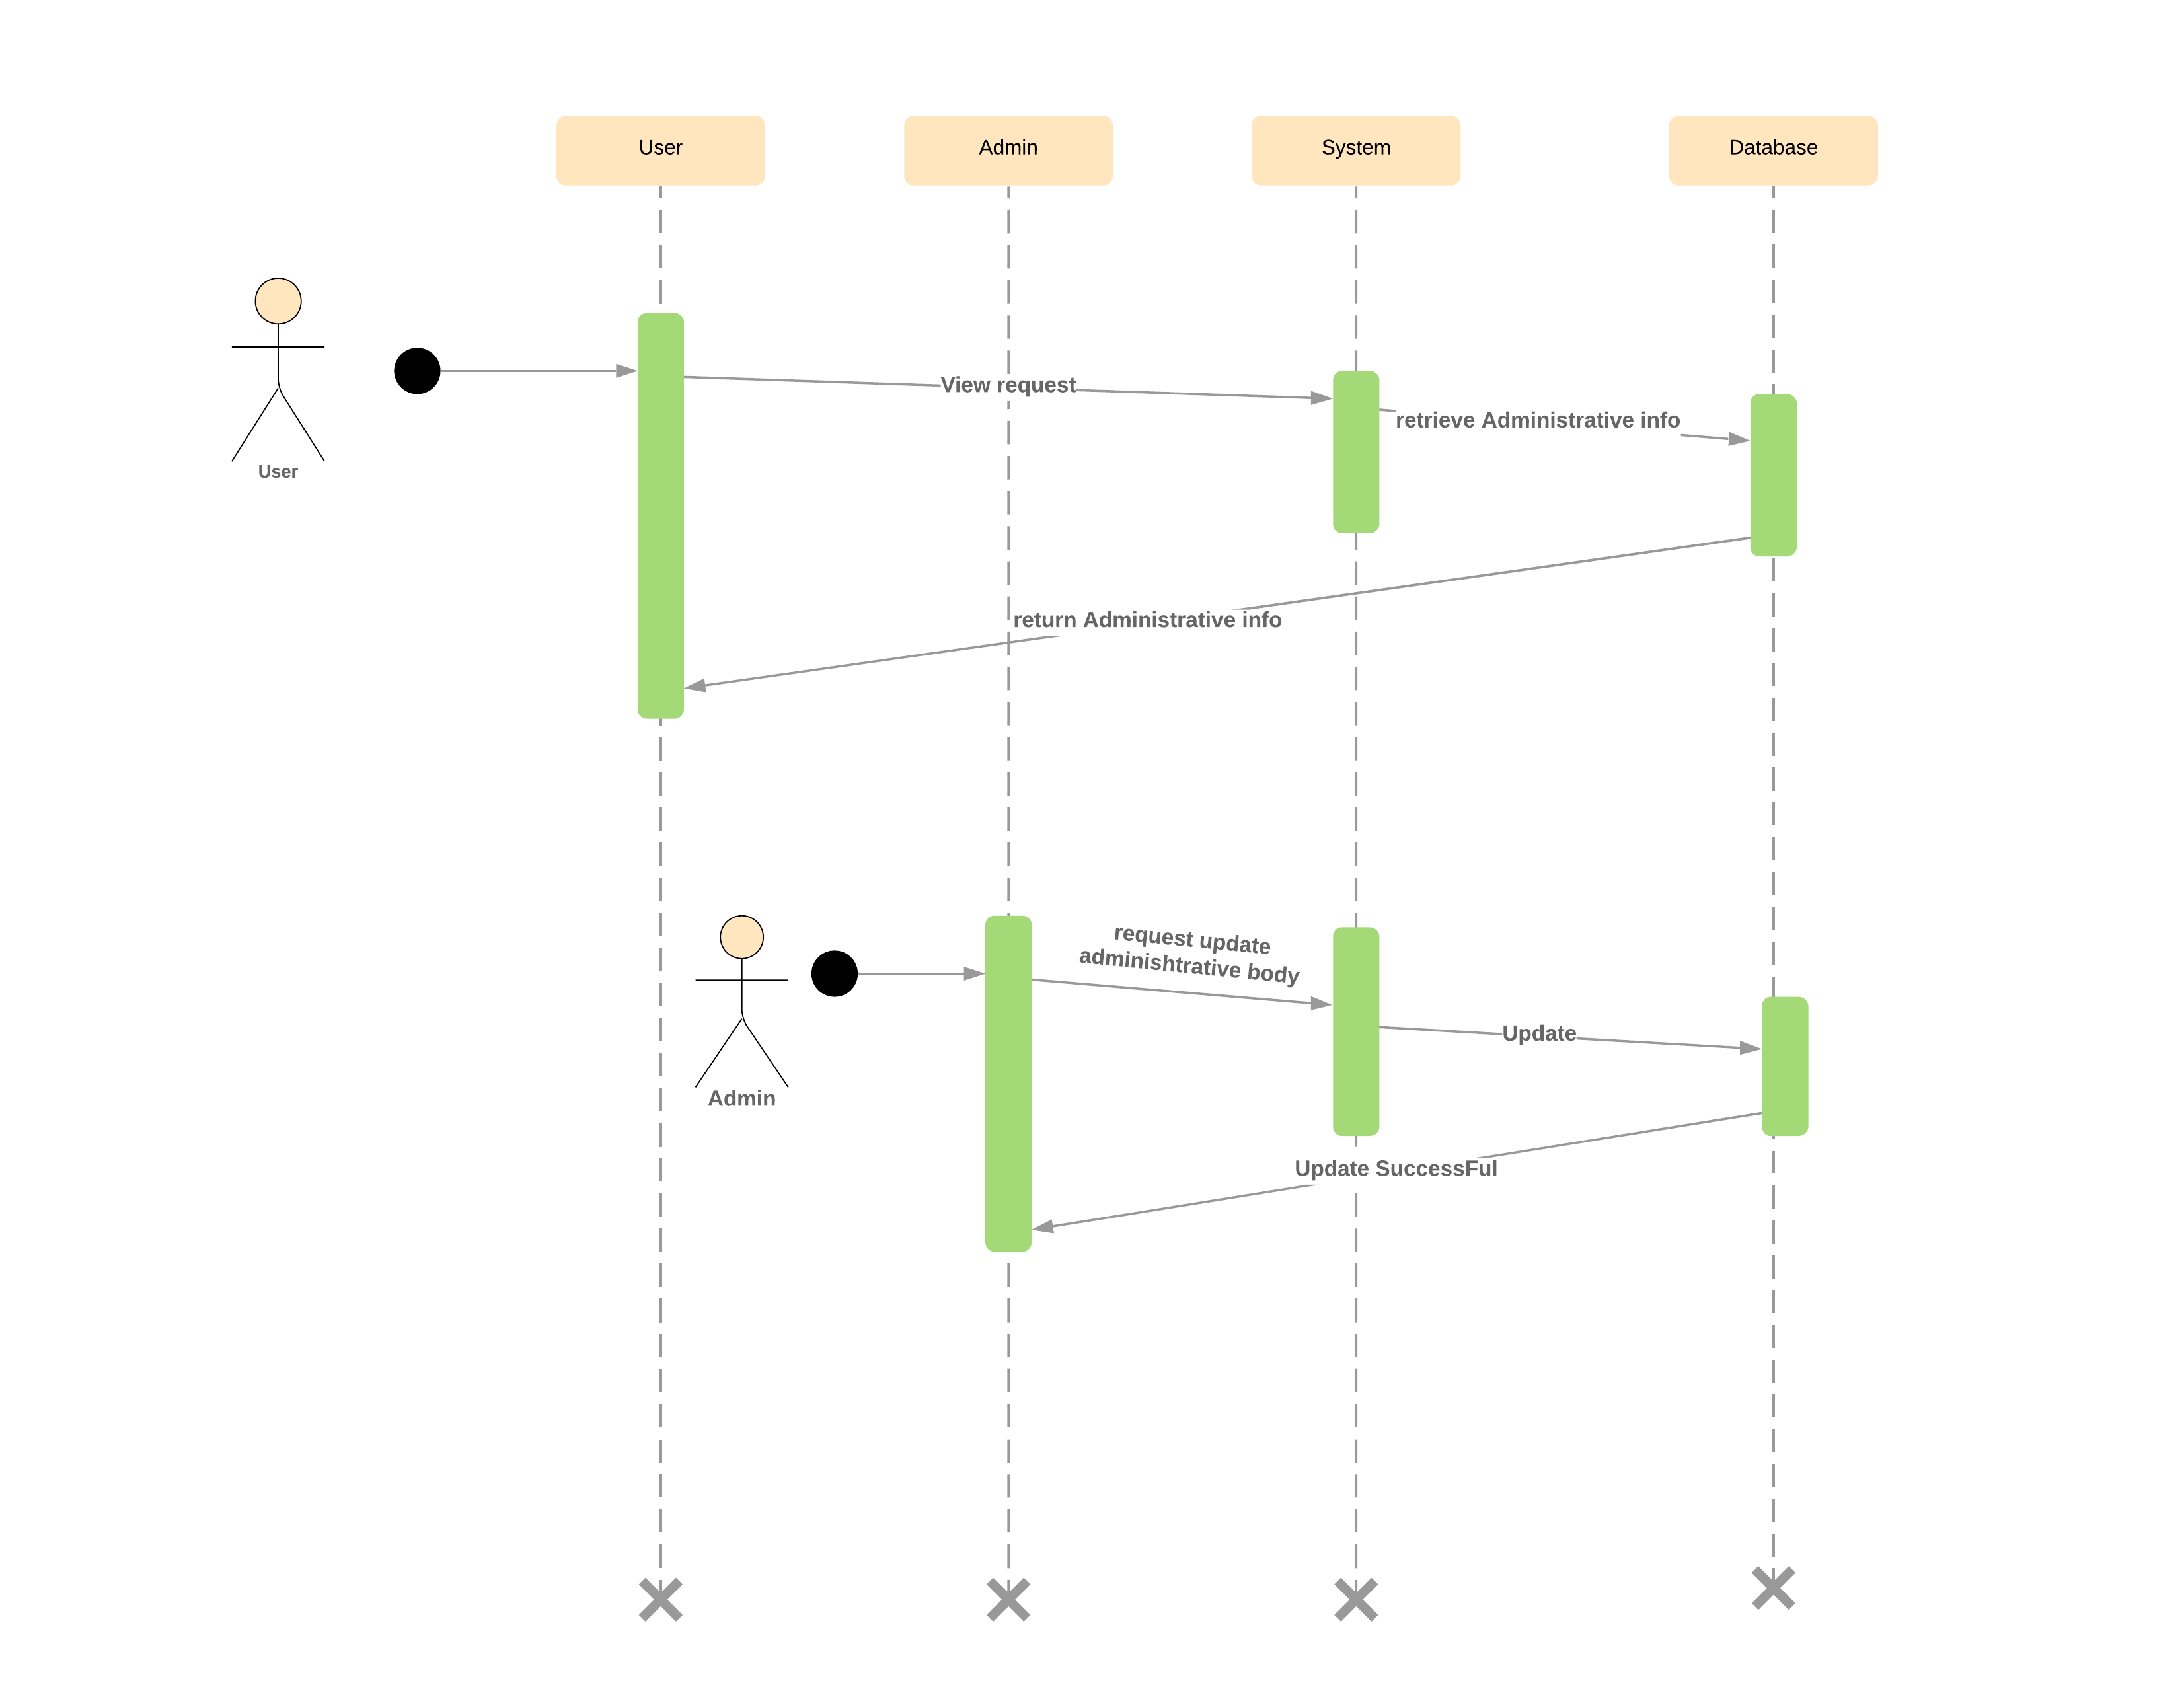 User
Admin
System
Database
View request
retrieve Administrative info
User
return Administrative info
request update
adminishtrative body
Update
Admin
Update SuccessFul